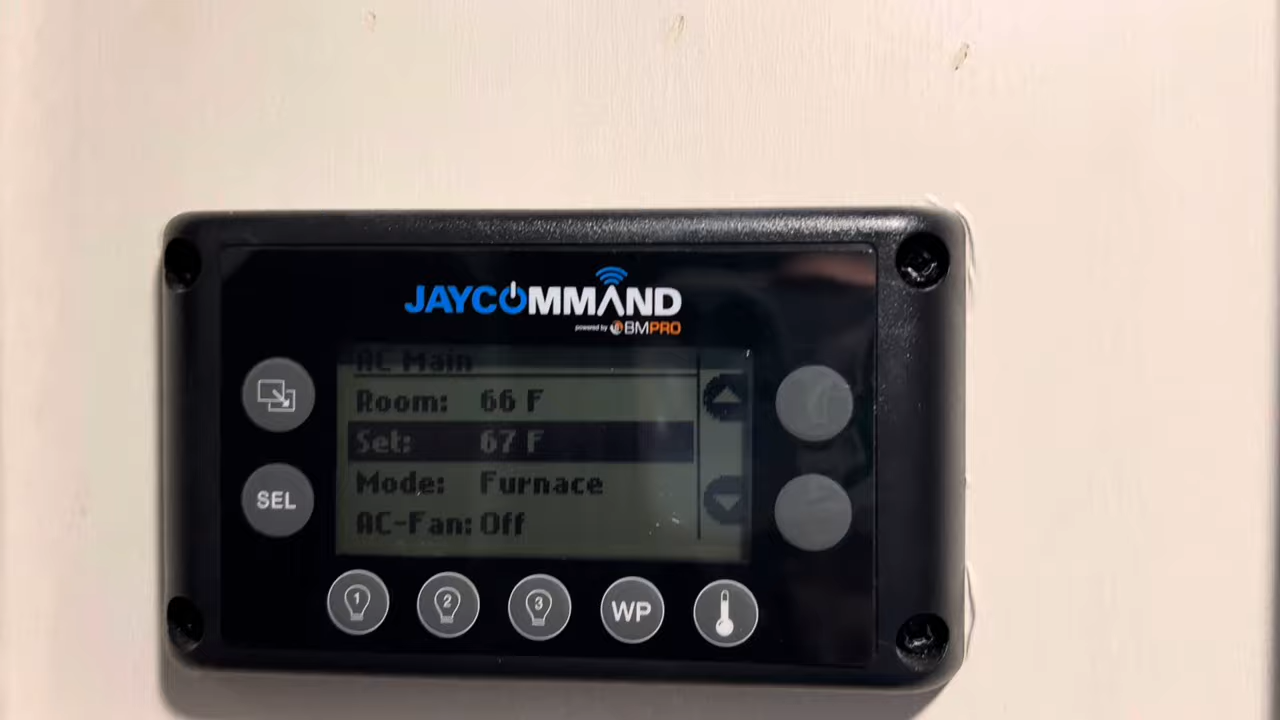 JAYCOMMAND
powered by BMPRO
AC Main
Room: 66 F
Set: 67 F
Mode: Furnace
AC-Fan: Off
SEL
1 2 3 WP